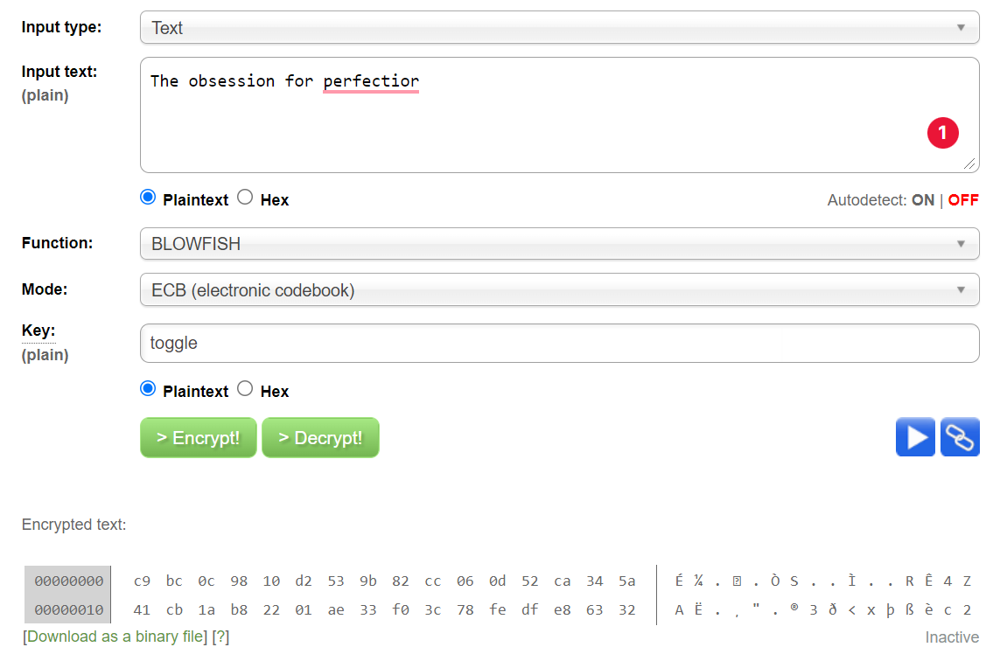 Input type: Text
Input text: The obsession for perfectior
(plain)
1
Plaintext Hex Autodetect: ON | OFF
Function: BLOWFISH
Mode: ECB (electronic codebook)
Key: toggle
(plain)
Plaintext Hex
> Encrypt! > Decrypt!
Encrypted text:
00000000 c9 bc 0c 98 10 d2 53 9b 82 cc 06 0d 52 ca 34 5a É ¼ . . Ò S . . Ì . . R Ê 4 Z
00000010 41 cb 1a b8 22 01 ae 33 f0 3c 78 fe df e8 63 32 A Ë . ¸ " . ® 3 ð < x þ ß è c 2
[Download as a binary file] [?] Inactive